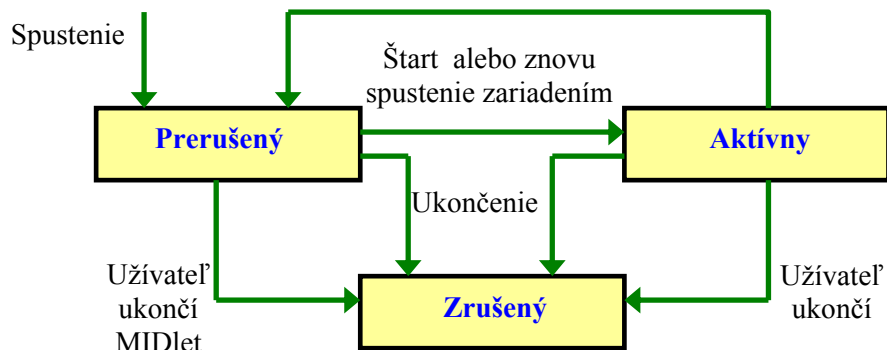 Spustenie
Štart alebo znovu
spustenie zariadením
Prerušený
Aktívny
Ukončenie
Užívateľ
ukončí
MIDlet
Zrušený
Užívateľ
ukončí